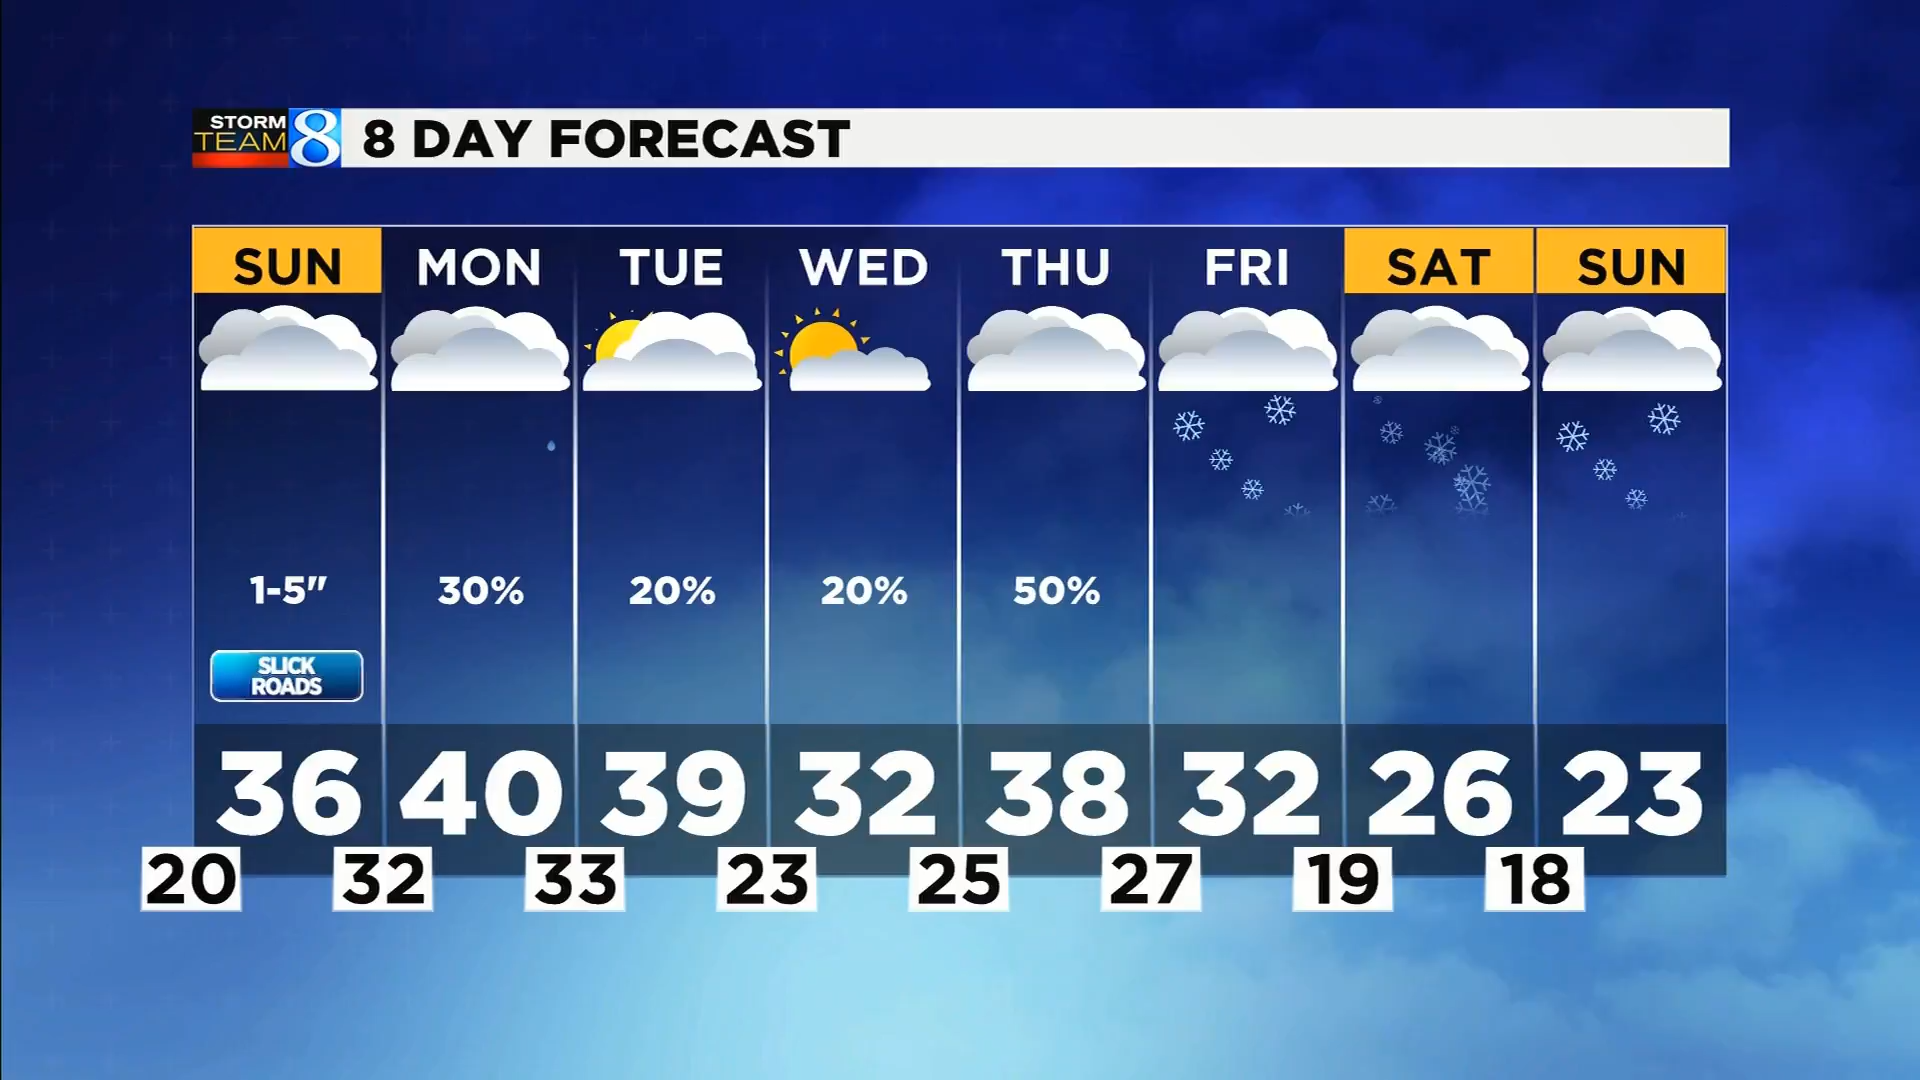 STORM
TEAM
8
8 DAY FORECAST
SUN MON TUE WED THU FRI SAT SUN
1-5" 30% 20% 20% 50%
SLICK
ROADS
36 40 39 32 38 32 26 23
20 32 33 23 25 27 19 18